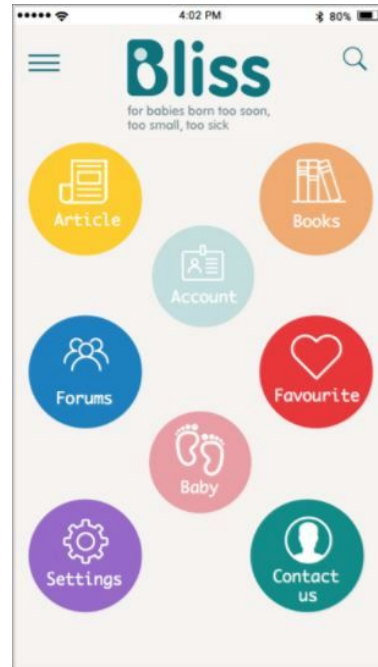 4:02 PM
80%
Bliss
for babies born too soon,
too small, too sick
Article
Books
Account
Forums
Favourite
Baby
Settings
Contact
us